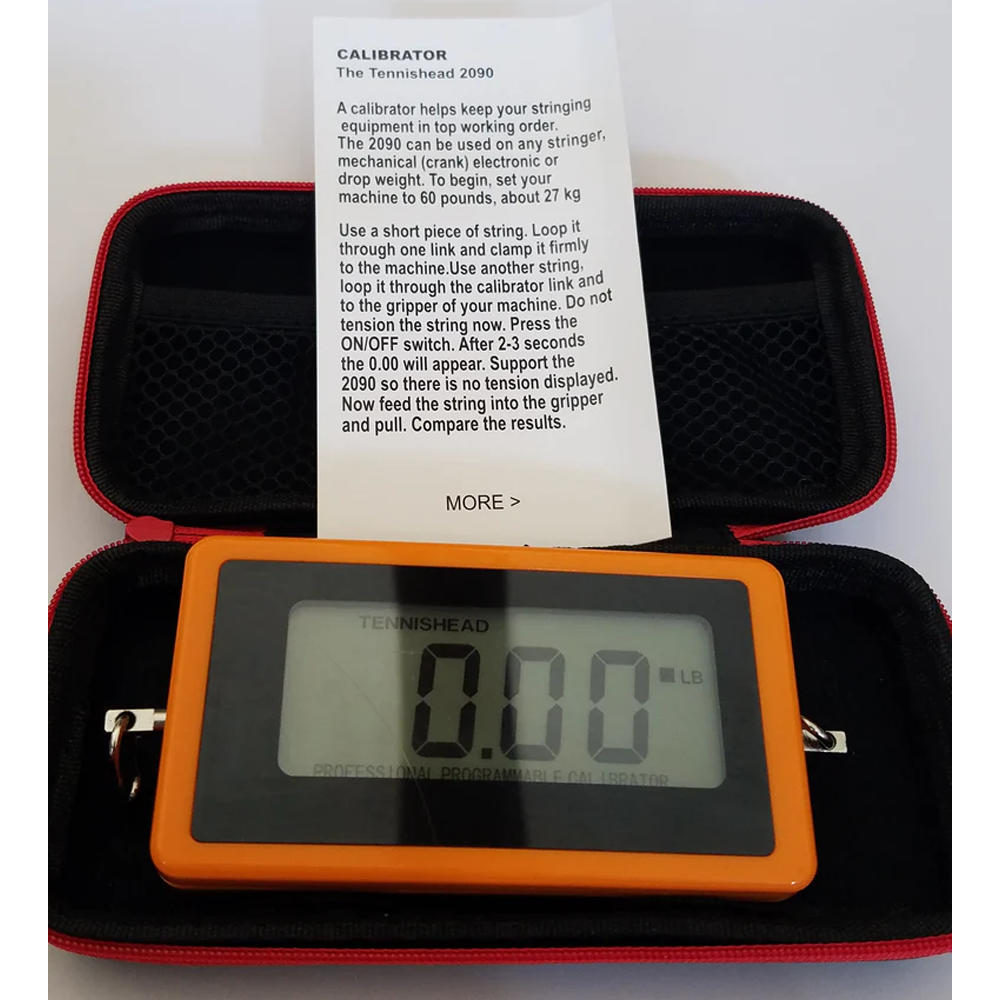 CALIBRATOR
The Tennishead 2090
A calibrator helps keep your stringing
equipment in top working order.
The 2090 can be used on any stringer,
mechanical (crank) electronic or
drop weight. To begin, set your
machine to 60 pounds, about 27 kg
Use a short piece of string. Loop it
through one link and clamp it firmly
to the machine.Use another string,
loop it through the calibrator link and
to the gripper of your machine. Do not
tension the string now. Press the
ON/OFF switch. After 2-3 seconds
the 0.00 will appear. Support the
2090 so there is no tension displayed.
Now feed the string into the gripper
and pull. Compare the results.
MORE >
TENNISHEAD
0.00 LB
PROFESSIONAL PROGRAMMABLE CALIBRATOR